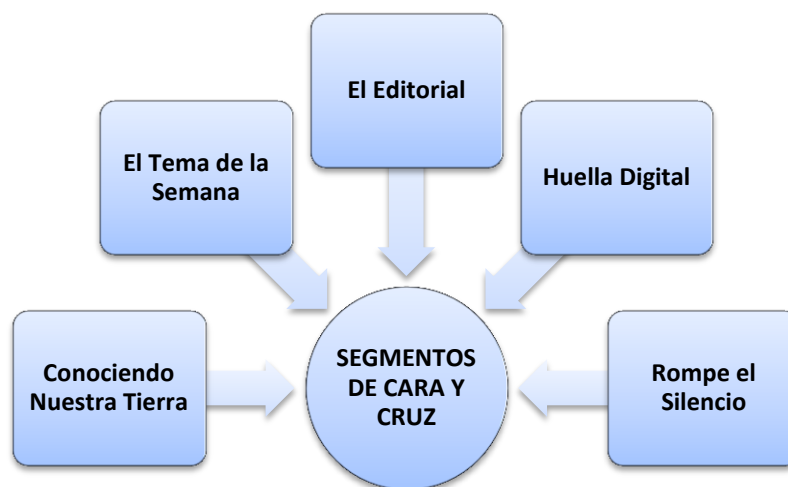 El Editorial
El Tema de la
Semana
Huella Digital
Conociendo
Nuestra Tierra
SEGMENTOS
DE CARA Y
CRUZ
Rompe el
Silencio